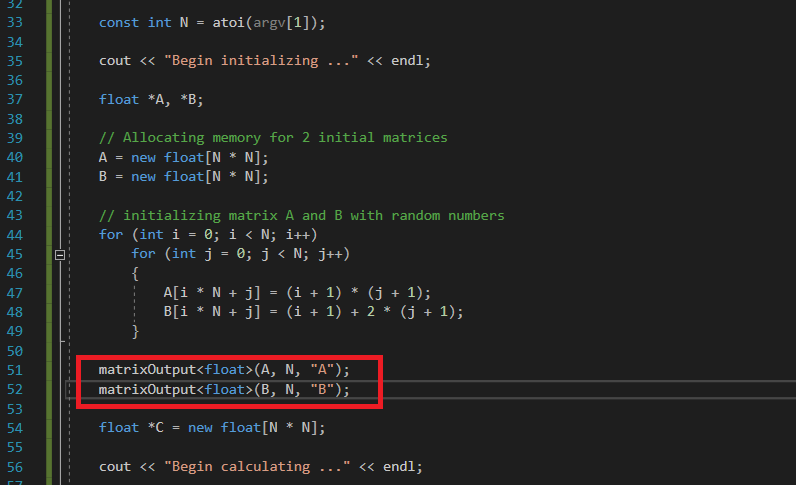 32
33 const int N = atoi(argv[1]);
34
35 cout << "Begin initializing ..." << endl;
36
37 float *A, *B;
38
39 // Allocating memory for 2 initial matrices
40 A = new float[N * N];
41 B = new float[N * N];
42
43 // initializing matrix A and B with random numbers
44 for (int i = 0; i < N; i++)
45 for (int j = 0; j < N; j++)
46 {
47 A[i * N + j] = (i + 1) * (j + 1);
48 B[i * N + j] = (i + 1) + 2 * (j + 1);
49 }
50
51 matrixOutput<float>(A, N, "A");
52 matrixOutput<float>(B, N, "B");
53
54 float *C = new float[N * N];
55
56 cout << "Begin calculating ..." << endl;
57